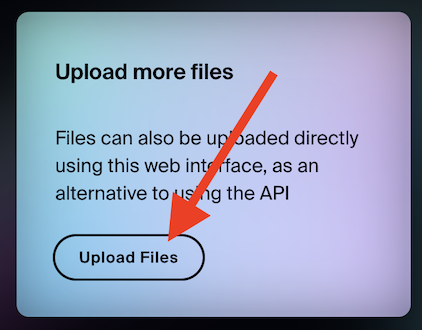 Upload more files
Files can also be uploaded directly
using this web interface, as an
alternative to using the API
Upload Files